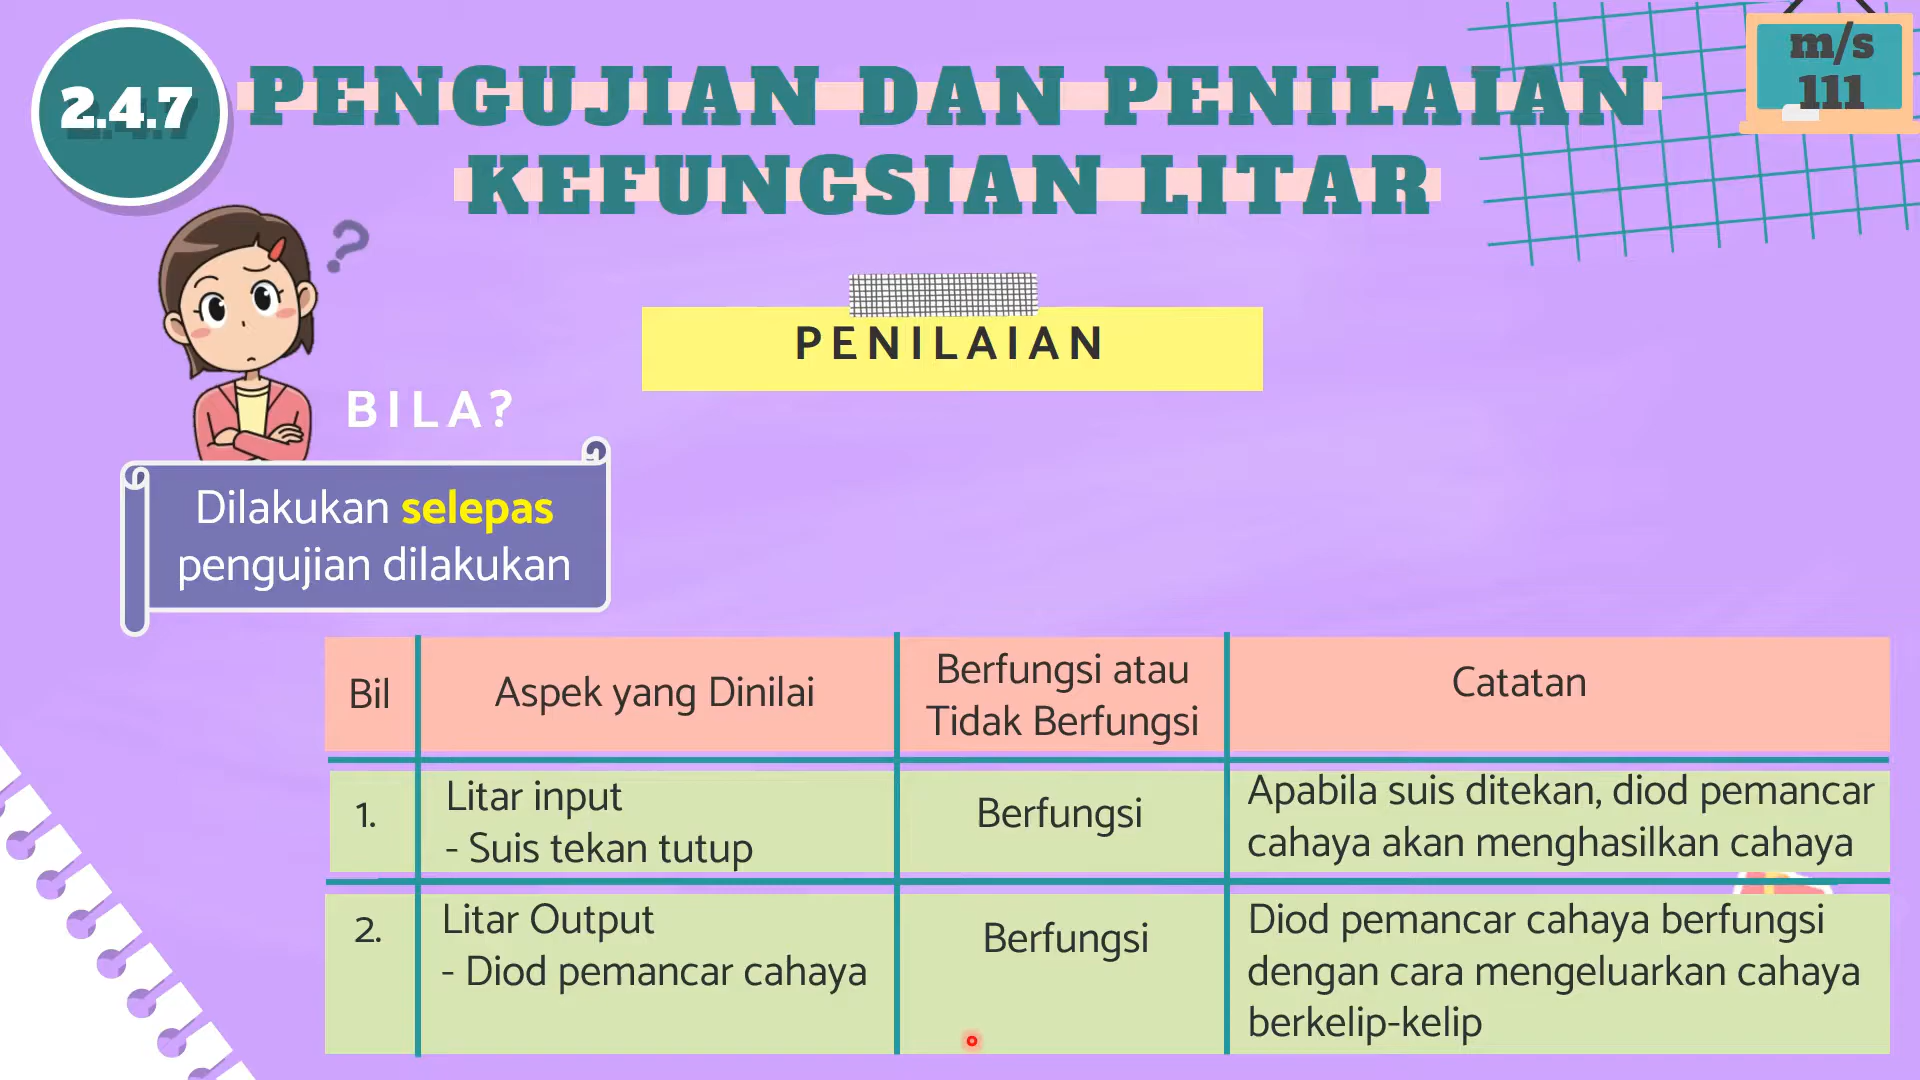 2.4.7
PENGUJIAN DAN PENILAIAN
KEFUNGSIAN LITAR
m/s
111
?
PENILAIAN
BILA?
Dilakukan selepas
pengujian dilakukan
Bil
Aspek yang Dinilai
Berfungsi atau
Tidak Berfungsi
Catatan
1.
Litar input
- Suis tekan tutup
Berfungsi
Apabila suis ditekan, diod pemancar
cahaya akan menghasilkan cahaya
2.
Litar Output
- Diod pemancar cahaya
Berfungsi
Diod pemancar cahaya berfungsi
dengan cara mengeluarkan cahaya
berkelip-kelip